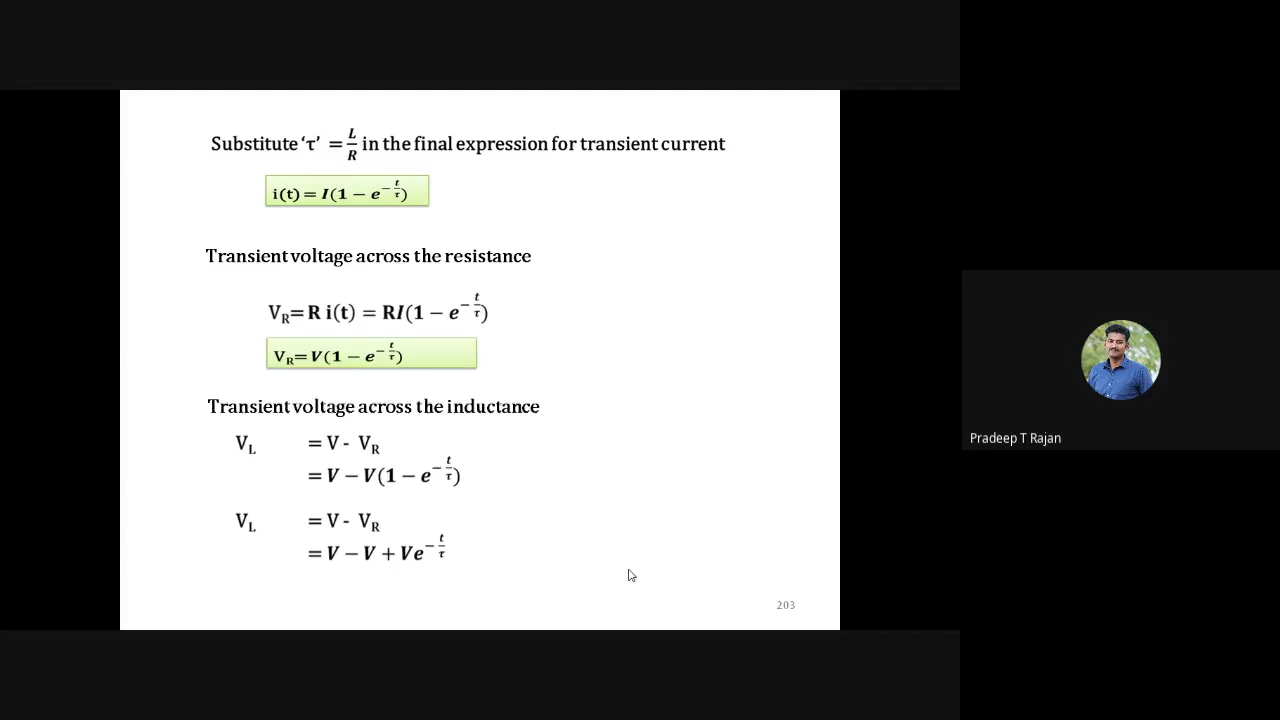 Substitute ‘τ’ = L/R in the final expression for transient current
i(t) = I(1 − e^{−t/τ})
Transient voltage across the resistance
V_R= R i(t) = RI(1 − e^{−t/τ})
V_R= V(1 − e^{−t/τ})
Transient voltage across the inductance
V_L = V - V_R
= V − V(1 − e^{−t/τ})
V_L = V - V_R
= V − V + Ve^{−t/τ}
203
Pradeep T Rajan